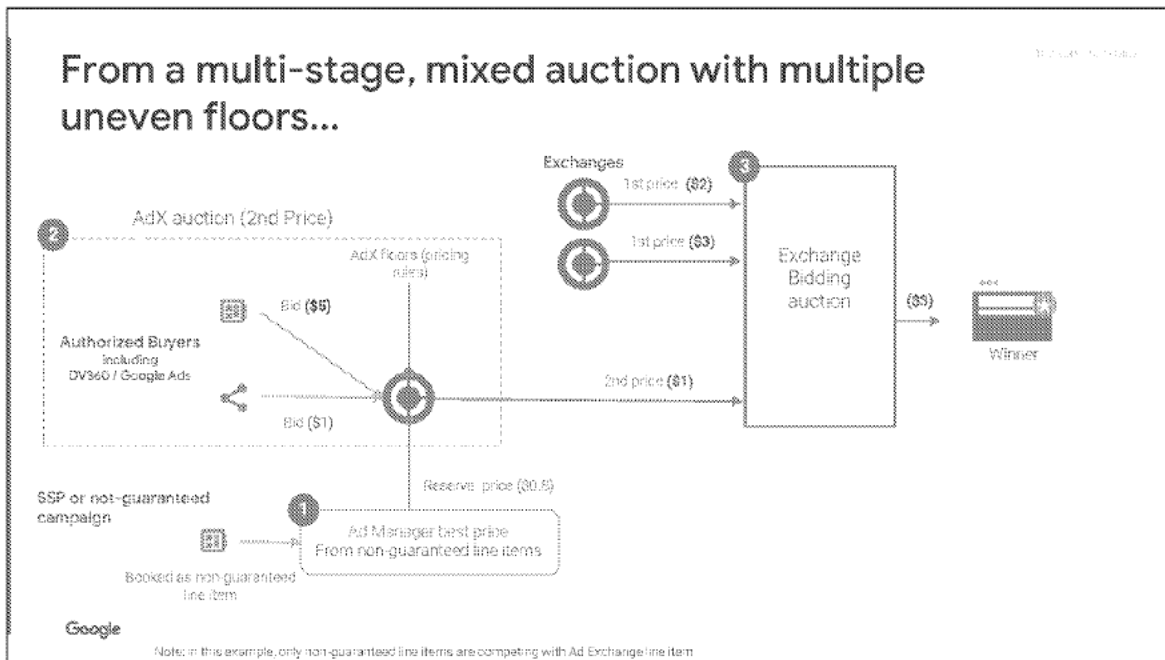 From a multi-stage, mixed auction with multiple
uneven floors...
Exchanges
1st price ($2)
1st price ($3)
3
Exchange
Bidding
auction
($3)
Winner
2
AdX auction (2nd Price)
AdX floors (pricing
rules)
Bid ($5)
Authorized Buyers
including
DV360 / Google Ads
Bid ($1)
2nd price ($1)
Reserve price
SSP or not-guaranteed
campaign
1
Ad Manager best price
From non-guaranteed line items
Booked as non-guaranteed
line item
Google
Note: in this example, only non-guaranteed line items are competing with Ad Exchange line item